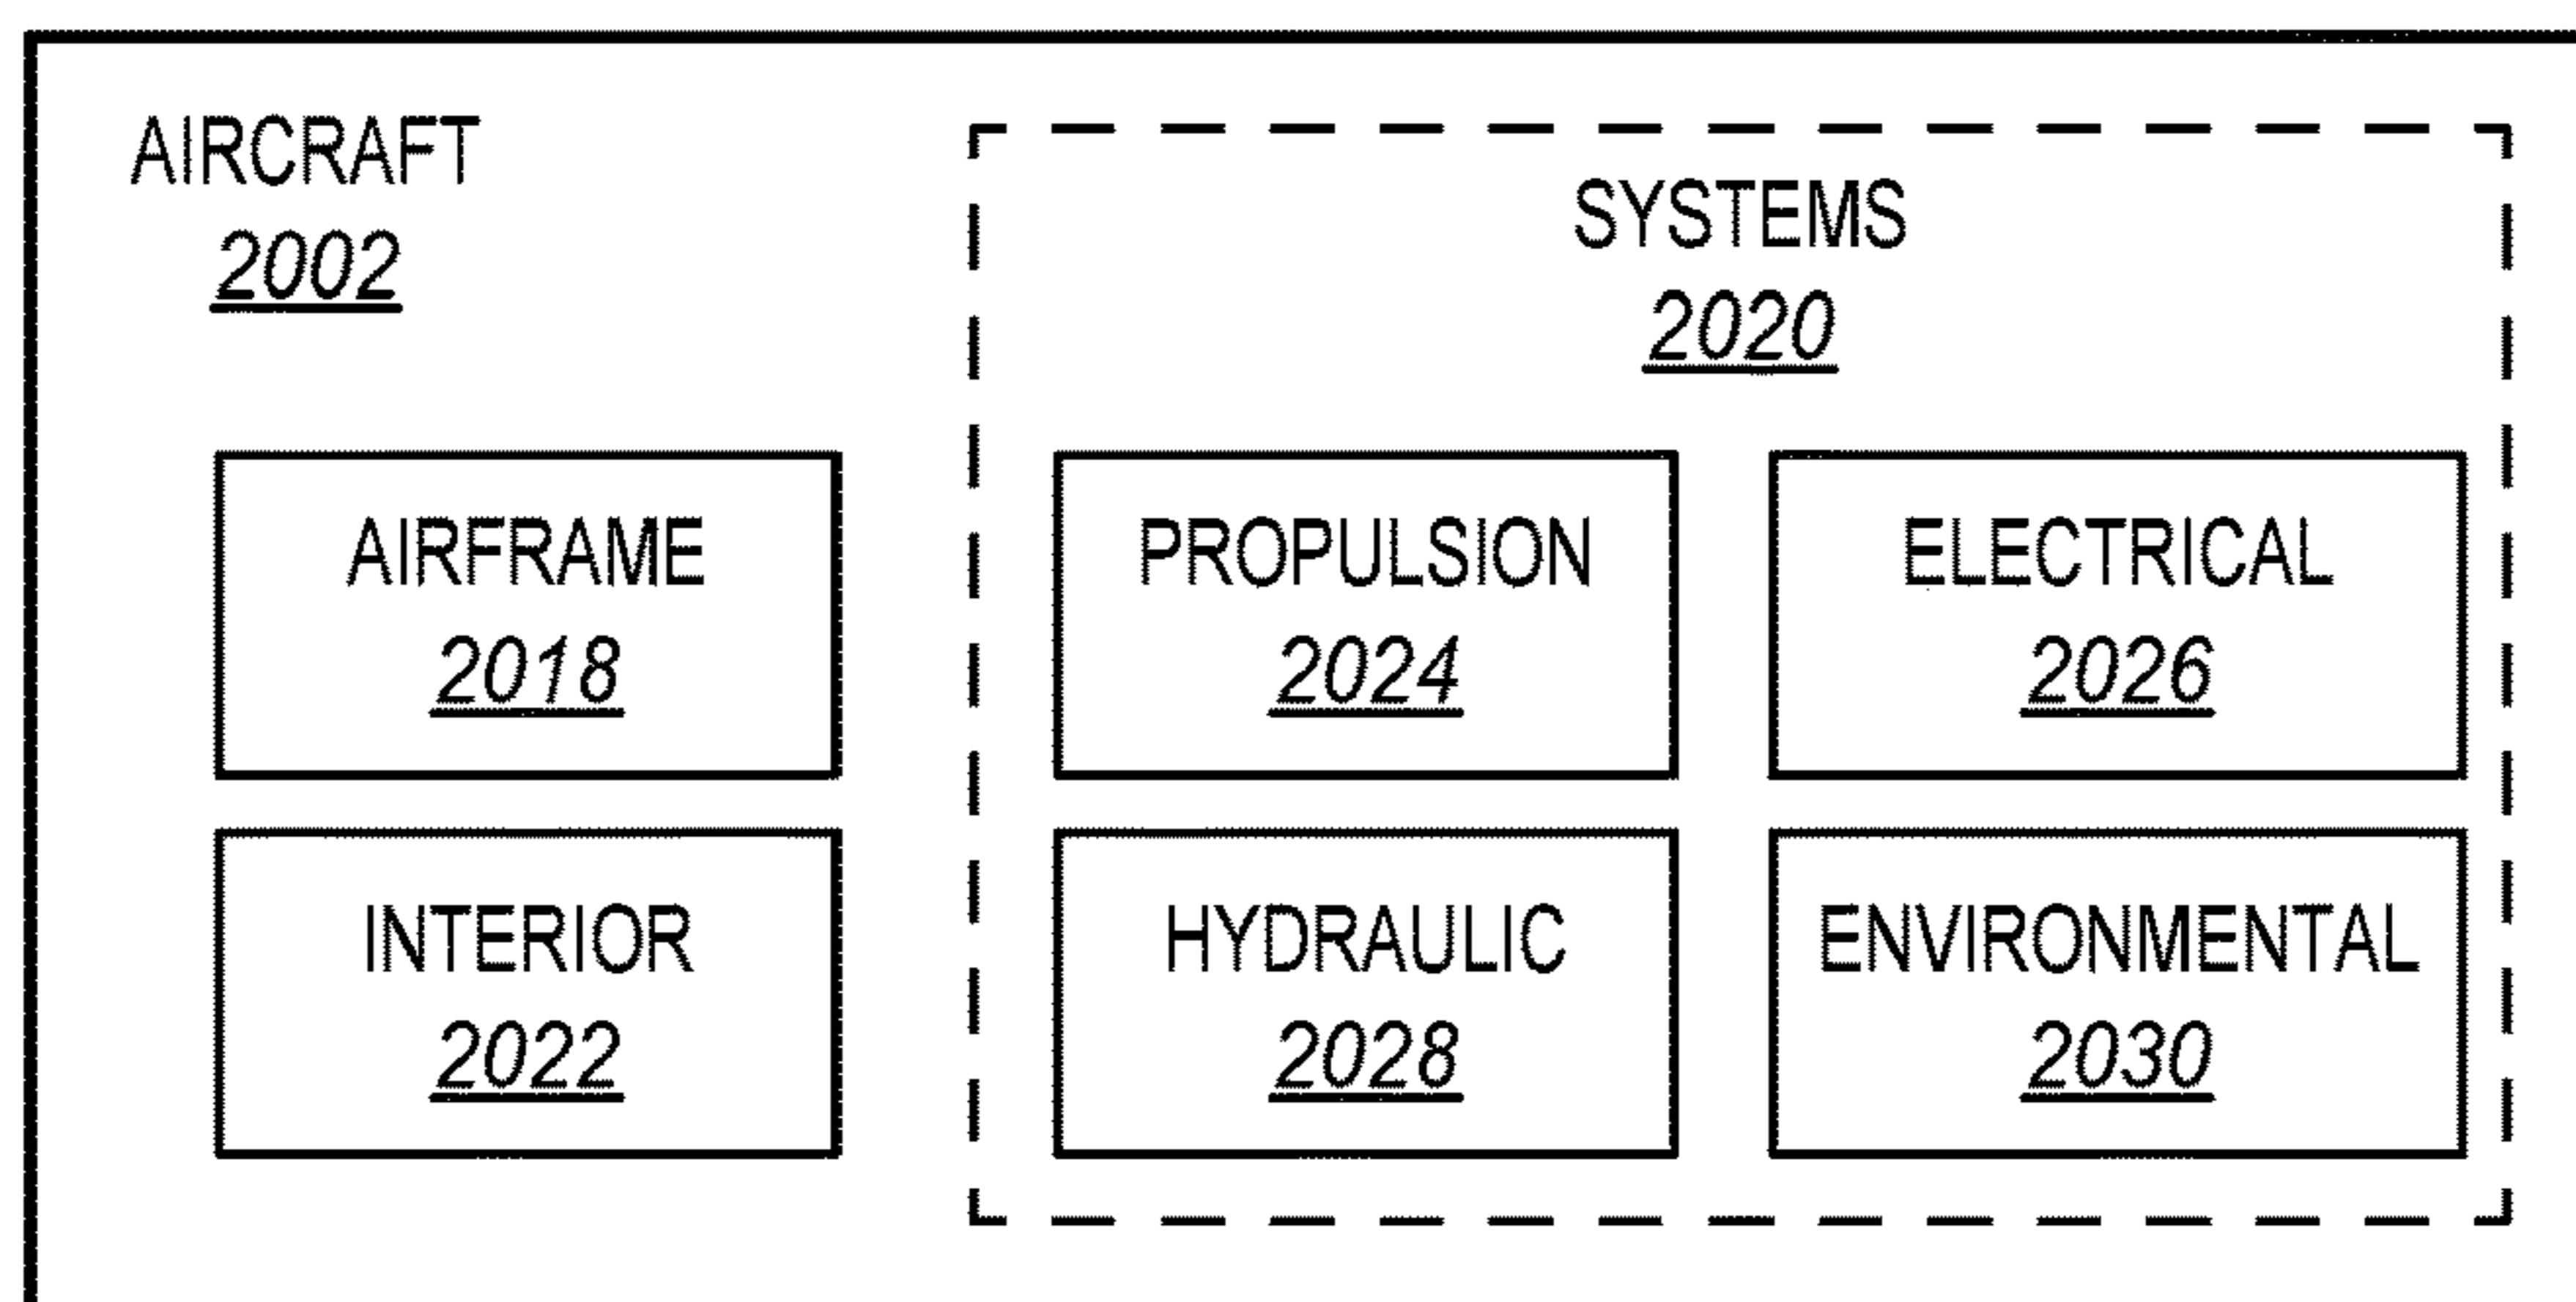 AIRCRAFT
2002
SYSTEMS
2020
AIRFRAME
2018
PROPULSION
2024
ELECTRICAL
2026
INTERIOR
2022
HYDRAULIC
2028
ENVIRONMENTAL
2030